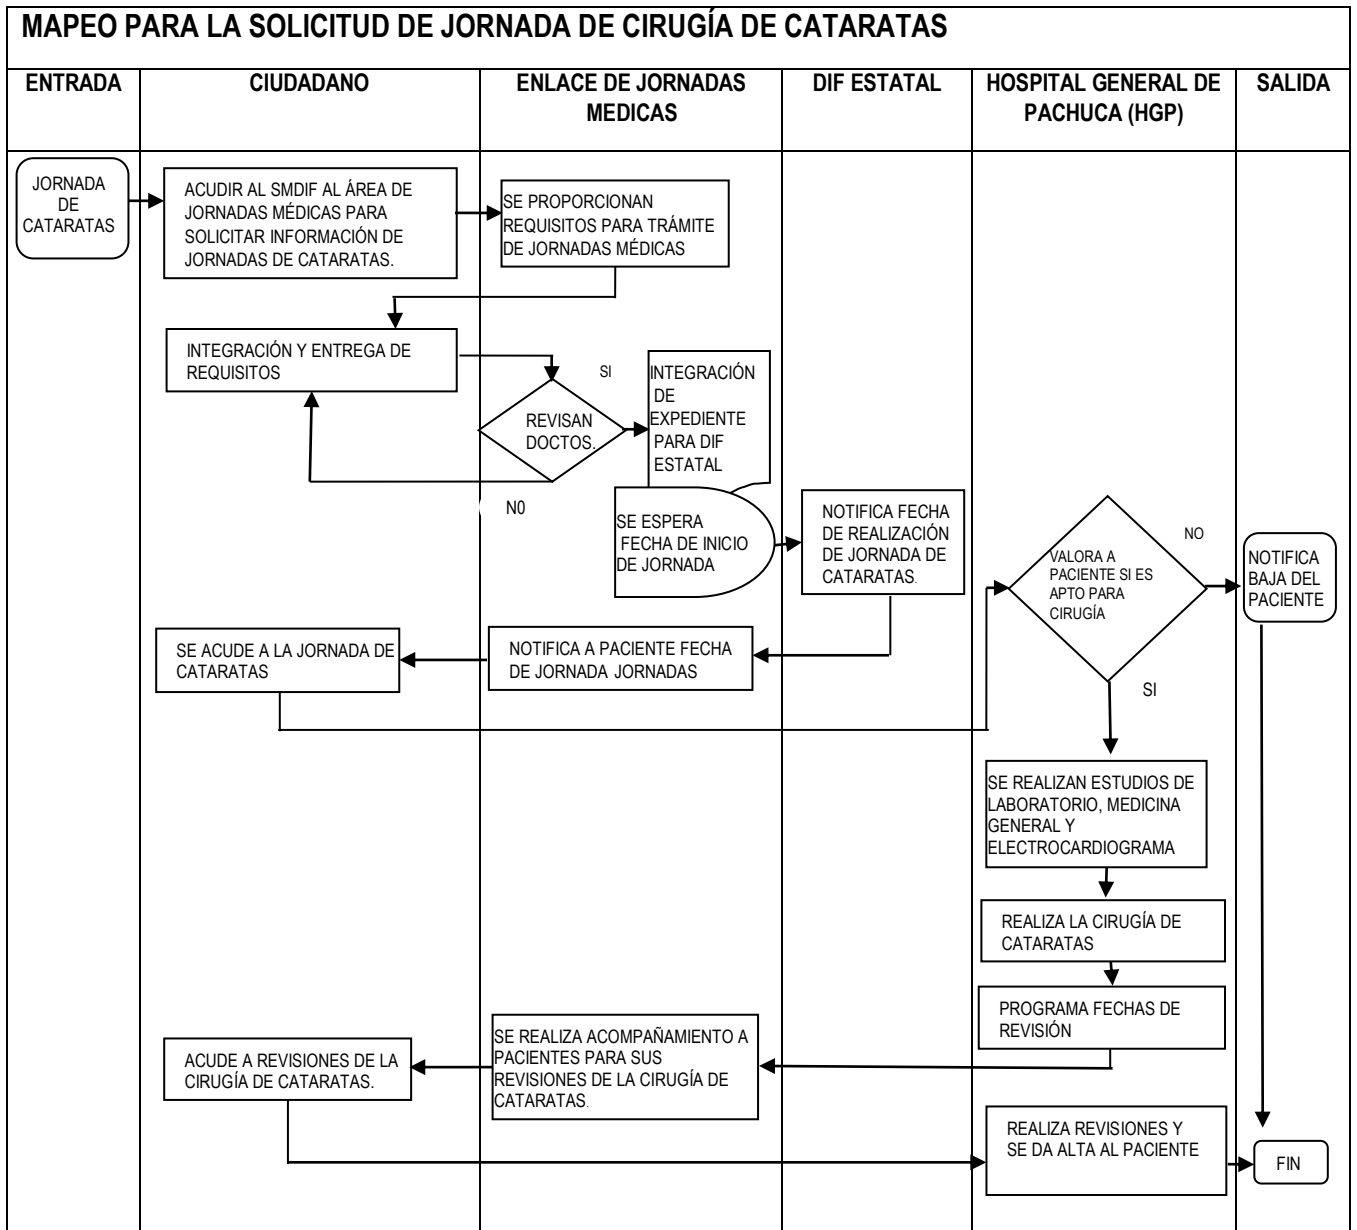 MAPEO PARA LA SOLICITUD DE JORNADA DE CIRUGÍA DE CATARATAS
ENTRADA
CIUDADANO
ENLACE DE JORNADAS
MEDICAS
DIF ESTATAL
HOSPITAL GENERAL DE
PACHUCA (HGP)
SALIDA
JORNADA
DE
CATARATAS
ACUDIR AL SMDIF AL ÁREA DE
JORNADAS MÉDICAS PARA
SOLICITAR INFORMACIÓN DE
JORNADAS DE CATARATAS.
SE PROPORCIONAN
REQUISITOS PARA TRÁMITE
DE JORNADAS MÉDICAS
INTEGRACIÓN Y ENTREGA DE
REQUISITOS
REVISAN
DOCTOS.
SI
N0
INTEGRACIÓN
DE
EXPEDIENTE
PARA DIF
ESTATAL
SE ESPERA
FECHA DE INICIO
DE JORNADA
NOTIFICA FECHA
DE REALIZACIÓN
DE JORNADA DE
CATARATAS.
NOTIFICA A PACIENTE FECHA
DE JORNADA JORNADAS
SE ACUDE A LA JORNADA DE
CATARATAS
VALORA A
PACIENTE SI ES
APTO PARA
CIRUGÍA
NO
NOTIFICA
BAJA DEL
PACIENTE
SI
SE REALIZAN ESTUDIOS DE
LABORATORIO, MEDICINA
GENERAL Y
ELECTROCARDIOGRAMA
REALIZA LA CIRUGÍA DE
CATARATAS
PROGRAMA FECHAS DE
REVISIÓN
SE REALIZA ACOMPAÑAMIENTO A
PACIENTES PARA SUS
REVISIONES DE LA CIRUGÍA DE
CATARATAS.
ACUDE A REVISIONES DE LA
CIRUGÍA DE CATARATAS.
REALIZA REVISIONES Y
SE DA ALTA AL PACIENTE
FIN